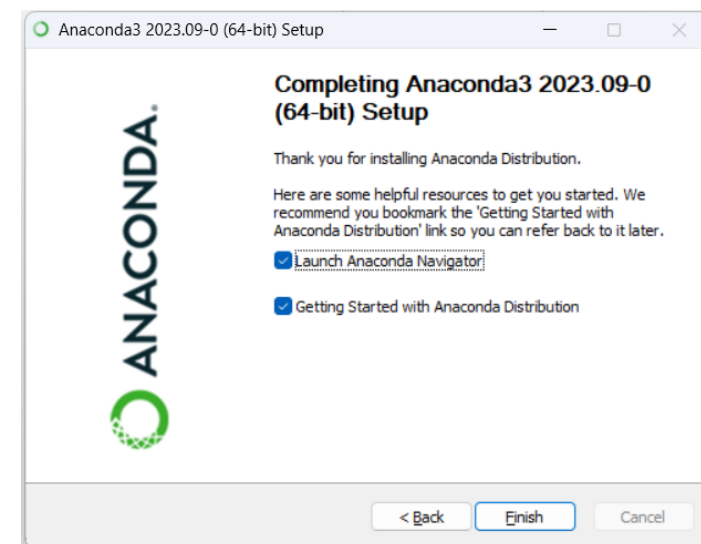 Anaconda3 2023.09-0 (64-bit) Setup
Completing Anaconda3 2023.09-0
(64-bit) Setup
Thank you for installing Anaconda Distribution.
Here are some helpful resources to get you started. We
recommend you bookmark the 'Getting Started with
Anaconda Distribution' link so you can refer back to it later.
Launch Anaconda Navigator
Getting Started with Anaconda Distribution
ANACONDA.
< Back
Finish
Cancel